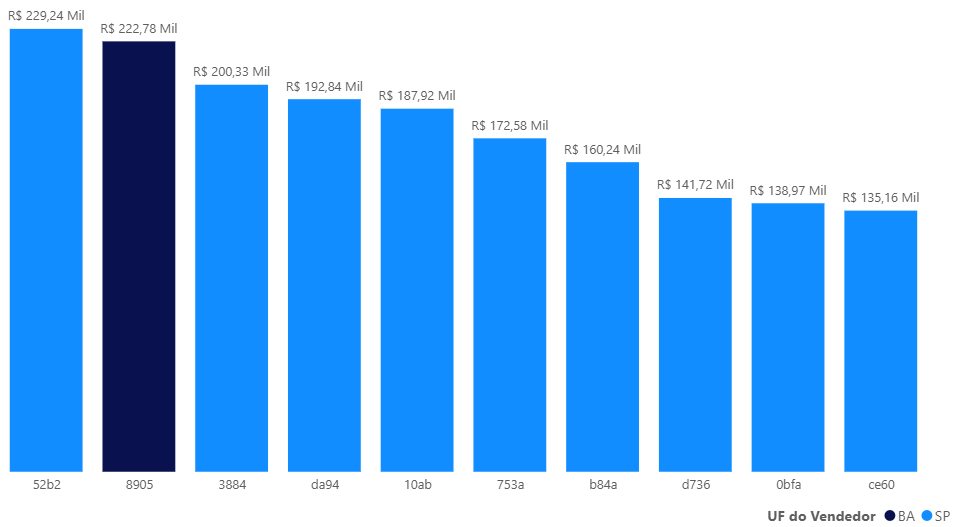 R$ 229,24 Mil
R$ 222,78 Mil
R$ 200,33 Mil
R$ 192,84 Mil
R$ 187,92 Mil
R$ 172,58 Mil
R$ 160,24 Mil
R$ 141,72 Mil
R$ 138,97 Mil
R$ 135,16 Mil
52b2 8905 3884 da94 10ab 753a b84a d736 0bfa ce60
UF do Vendedor BA SP